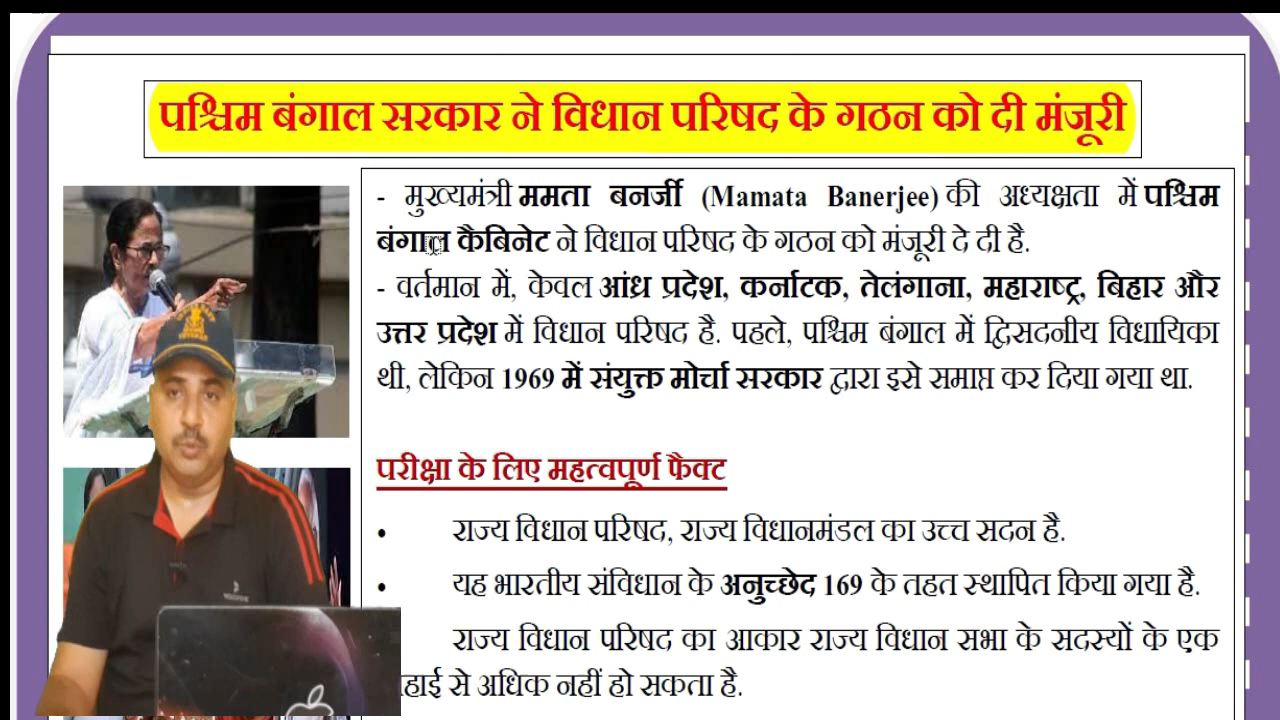 पश्चिम बंगाल सरकार ने विधान परिषद के गठन को दी मंजूरी
- मुख्यमंत्री ममता बनर्जी (Mamata Banerjee) की अध्यक्षता में पश्चिम
बंगाल कैबिनेट ने विधान परिषद के गठन को मंजूरी दे दी है.
- वर्तमान में, केवल आंध्र प्रदेश, कर्नाटक, तेलंगाना, महाराष्ट्र, बिहार और
उत्तर प्रदेश में विधान परिषद है. पहले, पश्चिम बंगाल में द्विसदनीय विधायिका
थी, लेकिन 1969 में संयुक्त मोर्चा सरकार द्वारा इसे समाप्त कर दिया गया था.
परीक्षा के लिए महत्वपूर्ण फैक्ट
• राज्य विधान परिषद, राज्य विधानमंडल का उच्च सदन है.
• यह भारतीय संविधान के अनुच्छेद 169 के तहत स्थापित किया गया है.
राज्य विधान परिषद का आकार राज्य विधान सभा के सदस्यों के एक
से अधिक नहीं हो सकता है.